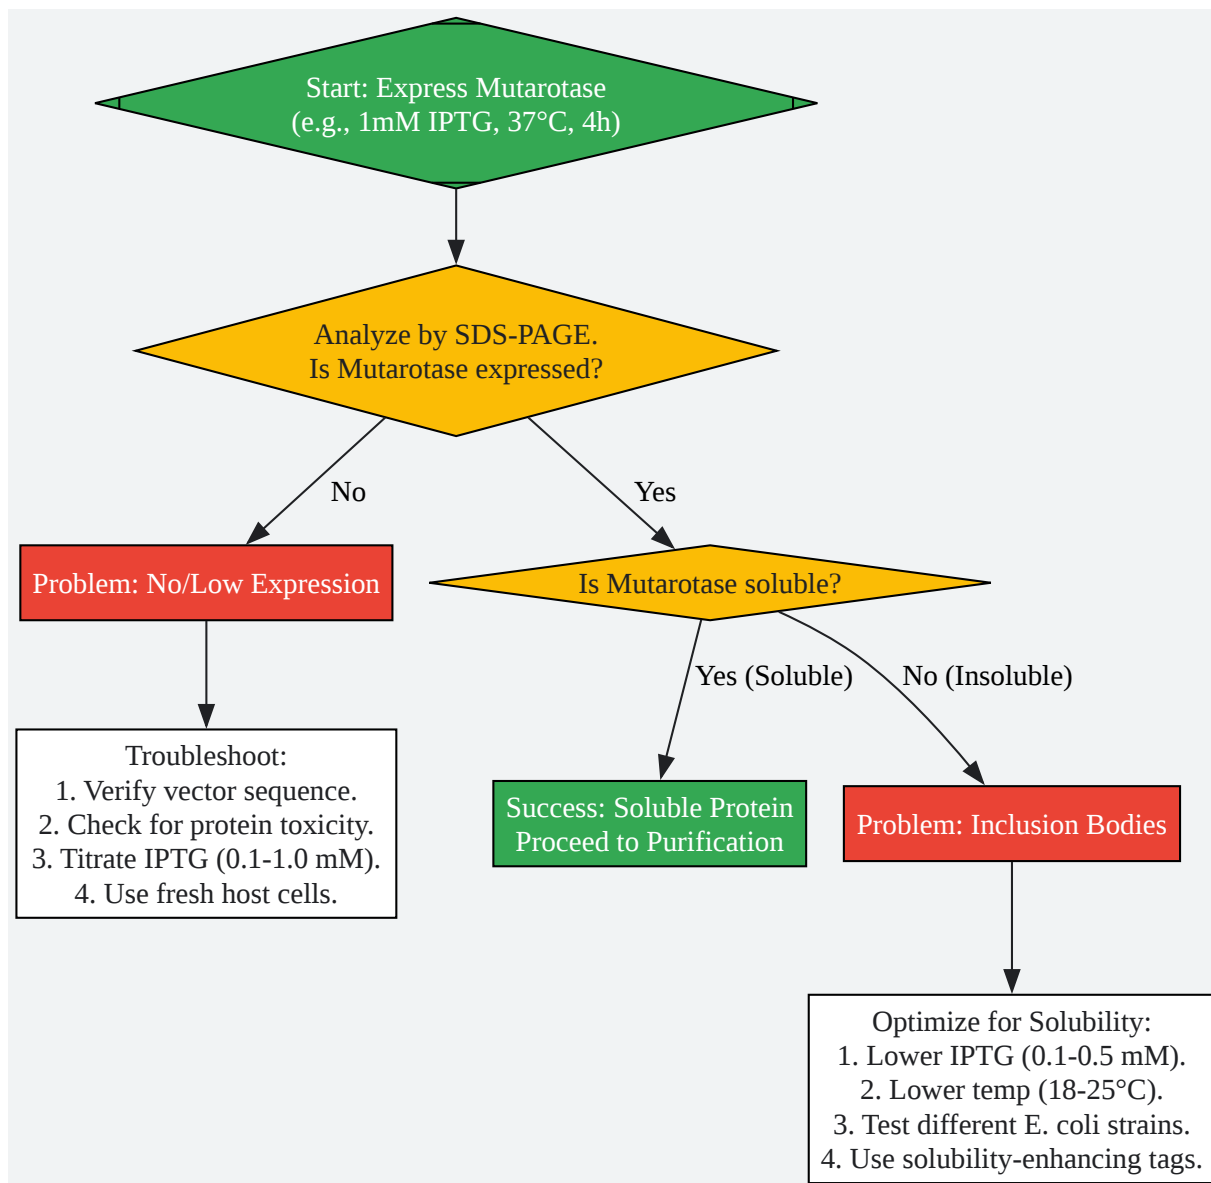 Start: Express Mutarotase
(e.g., 1mM IPTG, 37°C, 4h)
Analyze by SDS-PAGE.
Is Mutarotase expressed?
No
Yes
Problem: No/Low Expression
Is Mutarotase soluble?
Yes (Soluble)
No (Insoluble)
Troubleshoot:
1. Verify vector sequence.
2. Check for protein toxicity.
3. Titrate IPTG (0.1-1.0 mM).
4. Use fresh host cells.
Success: Soluble Protein
Proceed to Purification
Problem: Inclusion Bodies
Optimize for Solubility:
1. Lower IPTG (0.1-0.5 mM).
2. Lower temp (18-25°C).
3. Test different E. coli strains.
4. Use solubility-enhancing tags.